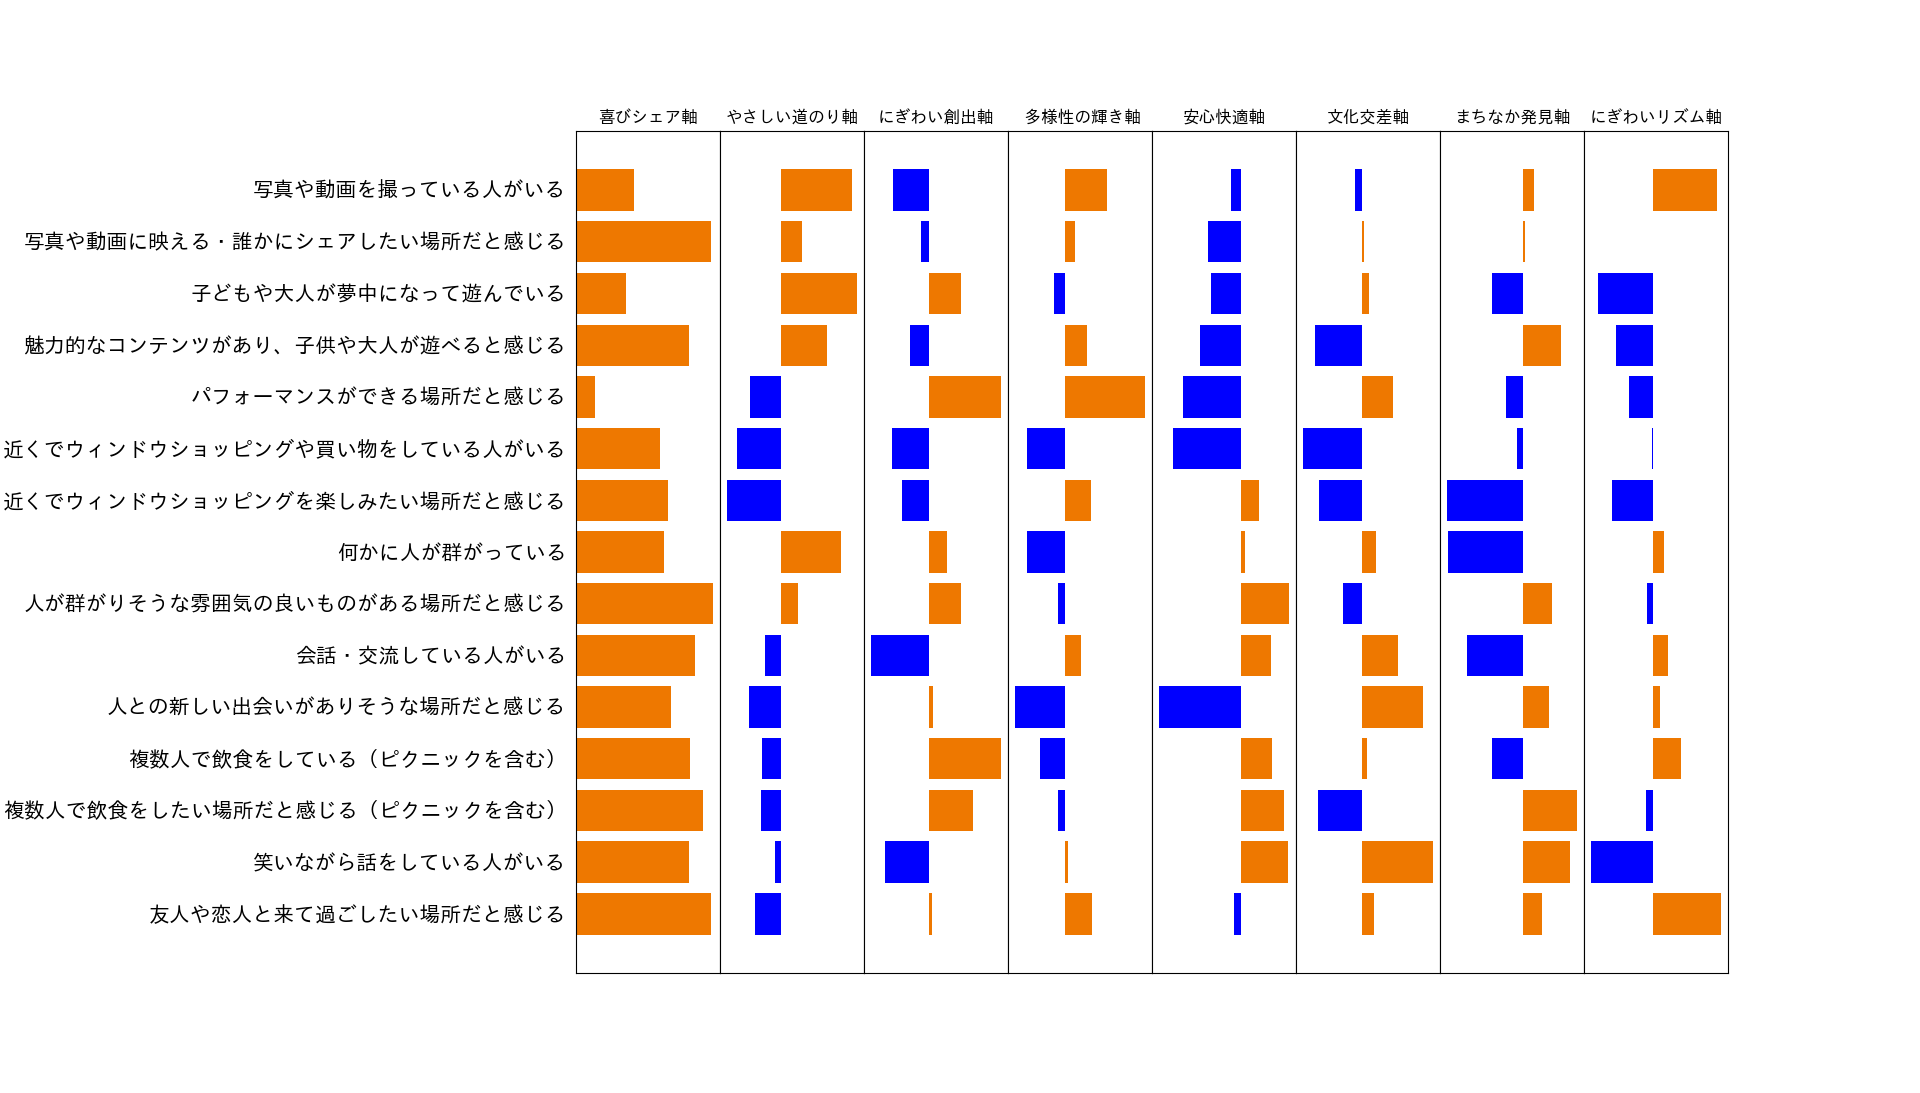 喜びシェア軸 やさしい道のり軸 にぎわい創出軸 多様性の輝き軸 安心快適軸 文化交差軸 まちなか発見軸 にぎわいリズム軸
写真や動画を撮っている人がいる
写真や動画に映える・誰かにシェアしたい場所だと感じる
子どもや大人が夢中になって遊んでいる
魅力的なコンテンツがあり、子供や大人が遊べると感じる
パフォーマンスができる場所だと感じる
近くでウィンドウショッピングや買い物をしている人がいる
近くでウィンドウショッピングを楽しみたい場所だと感じる
何かに人が群がっている
人が群がりそうな雰囲気の良いものがある場所だと感じる
会話・交流している人がいる
人との新しい出会いがありそうな場所だと感じる
複数人で飲食をしている（ピクニックを含む）
複数人で飲食をしたい場所だと感じる（ピクニックを含む）
笑いながら話をしている人がいる
友人や恋人と来て過ごしたい場所だと感じる